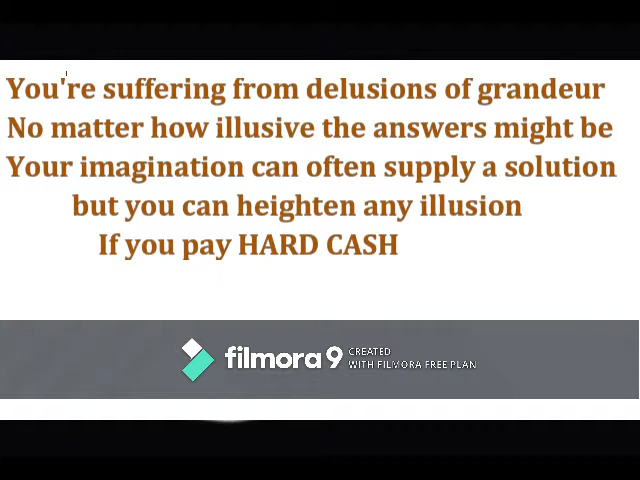 You're suffering from delusions of grandeur
No matter how illusive the answers might be
Your imagination can often supply a solution
but you can heighten any illusion
If you pay HARD CASH
filmora 9
CREATED
WITH FILMORA FREE PLAN